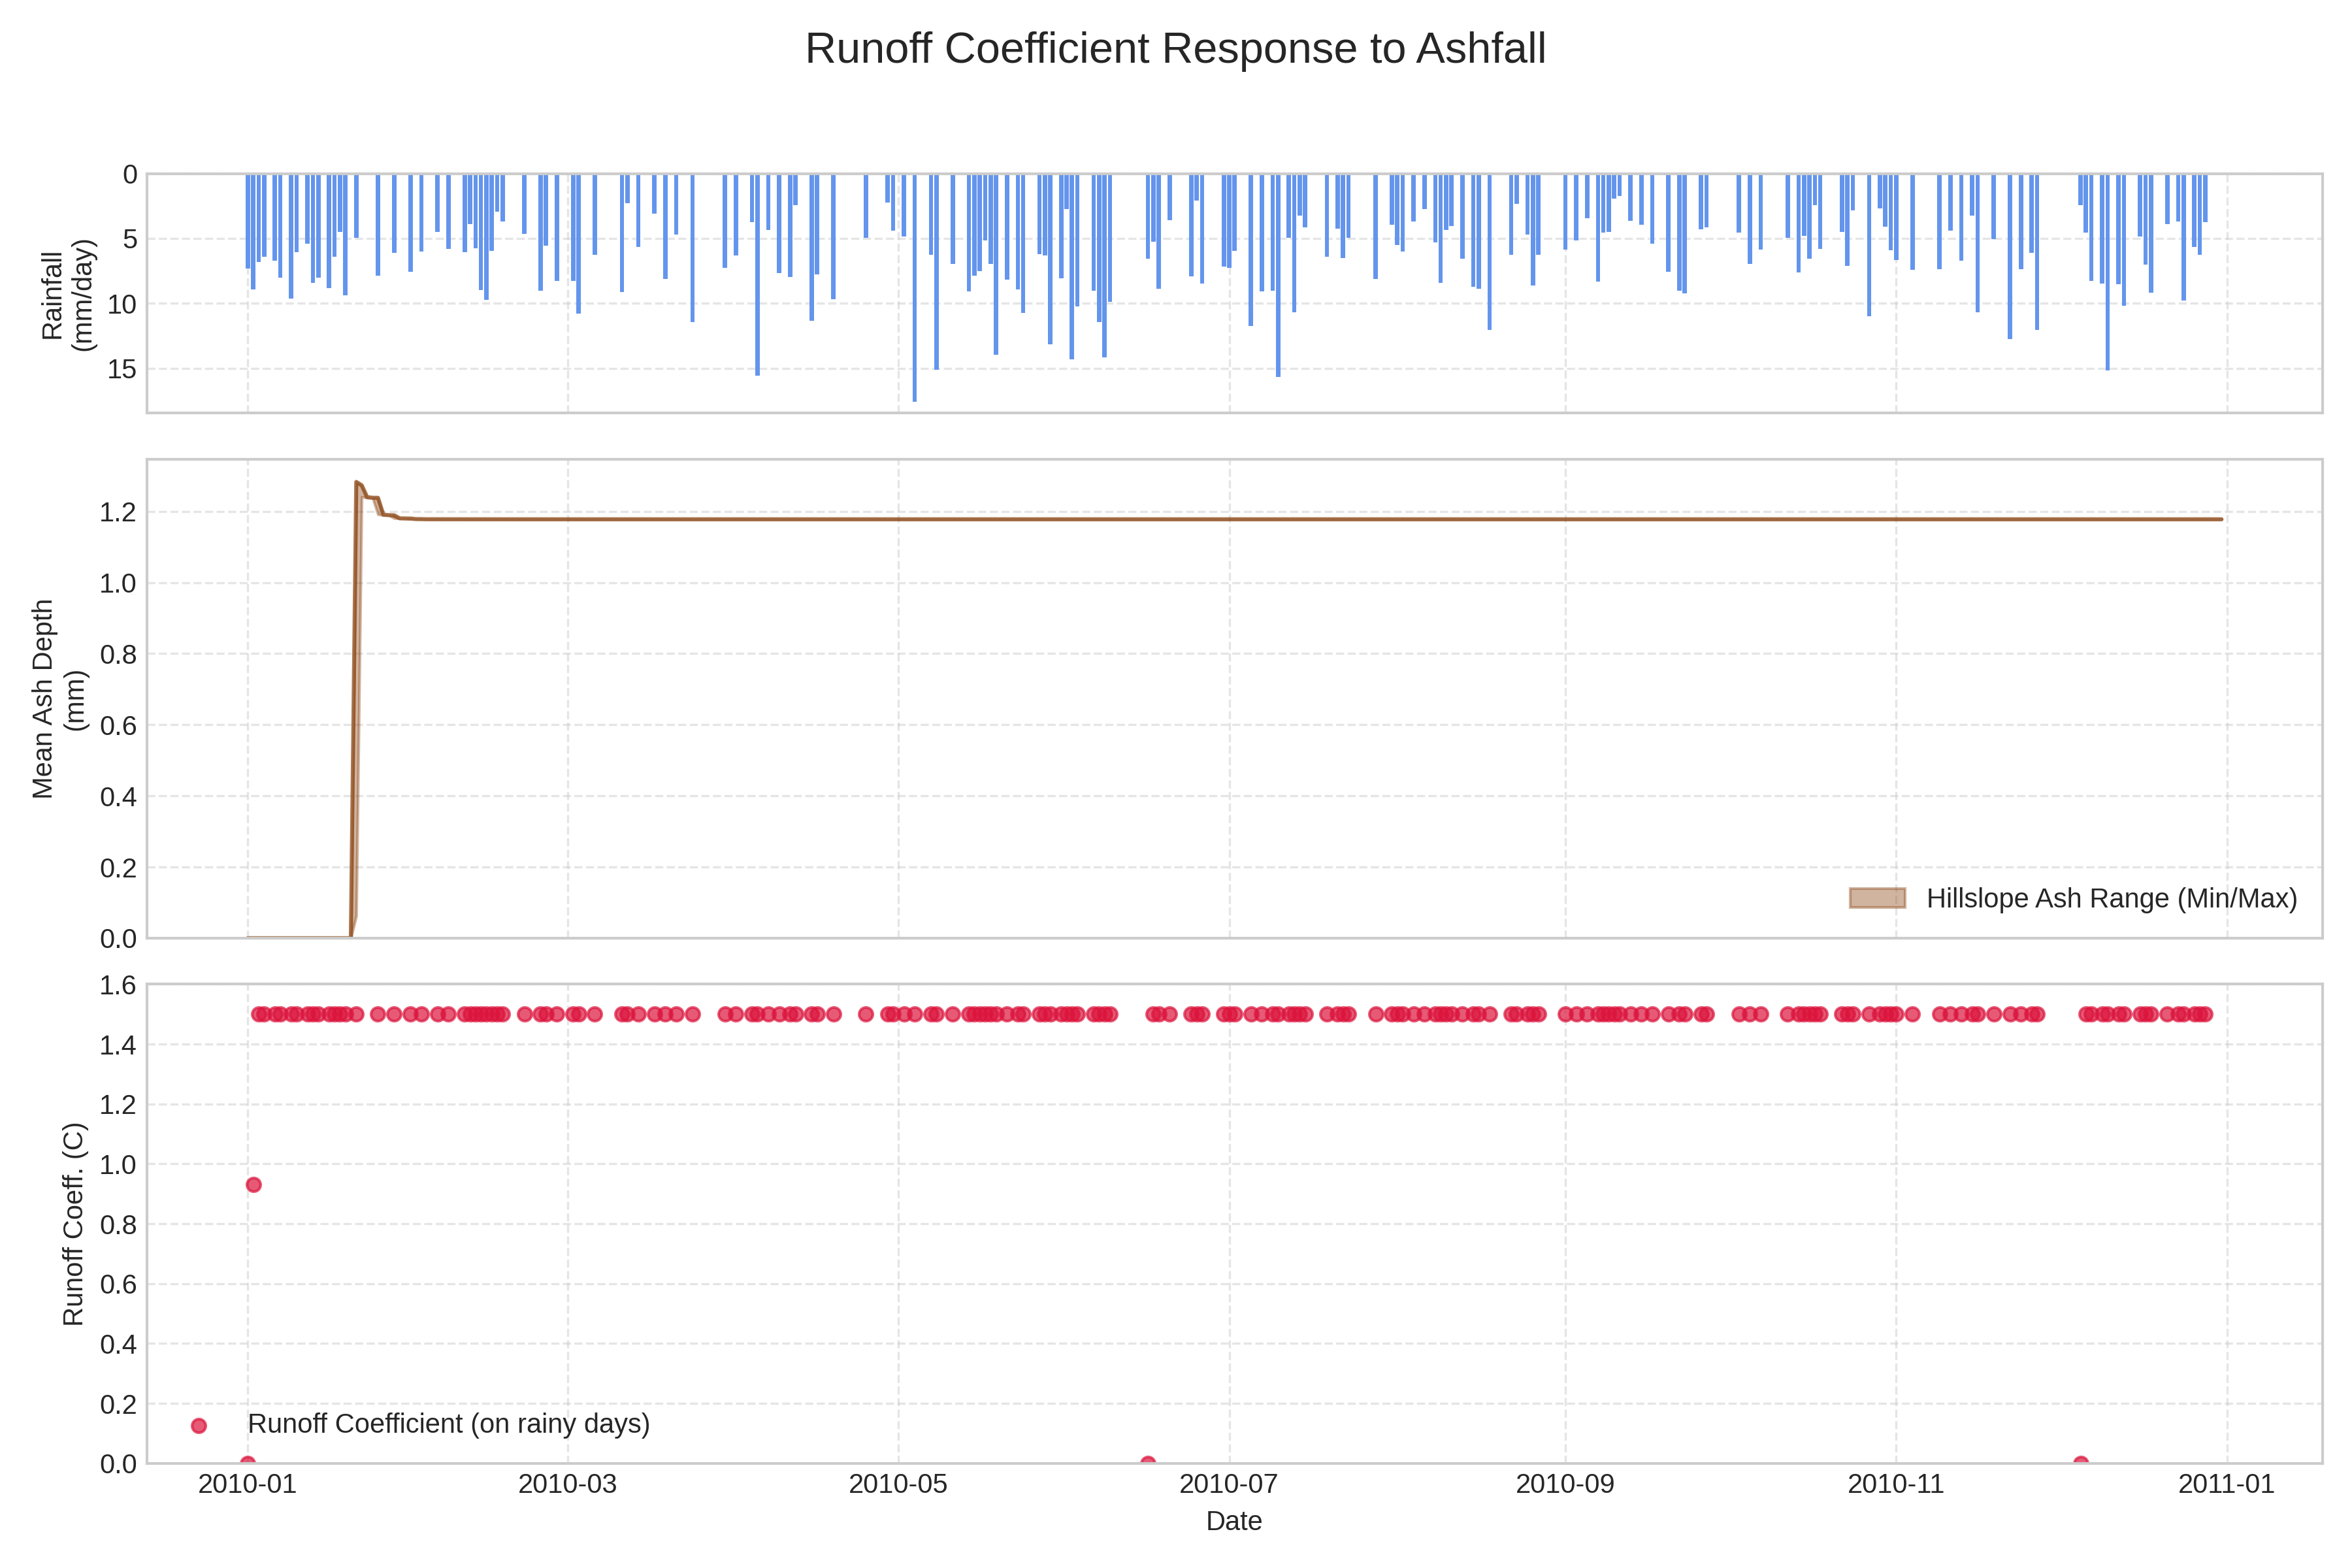 Runoff Coefficient Response to Ashfall
Rainfall
(mm/day)
0
5
10
15
Mean Ash Depth
(mm)
1.2
1.0
0.8
0.6
0.4
0.2
0.0
Hillslope Ash Range (Min/Max)
Runoff Coeff. (C)
1.6
1.4
1.2
1.0
0.8
0.6
0.4
0.2
0.0
Runoff Coefficient (on rainy days)
2010-01 2010-03 2010-05 2010-07 2010-09 2010-11 2011-01
Date